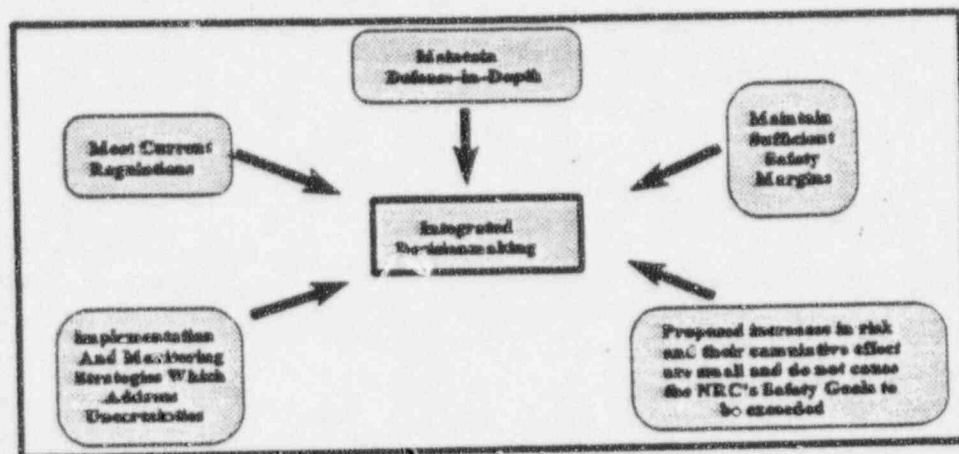 Maintain
Defense-in-Depth
Meet Current
Regulations
Maintain
Sufficient
Safety
Margins
Integrated
Decisionmaking
Implementation
And Monitoring
Strategies Which
Address
Uncertainties
Proposed increase in risk
and their cumulative effect
are small and do not cause
the NRC's Safety Goals to
be exceeded